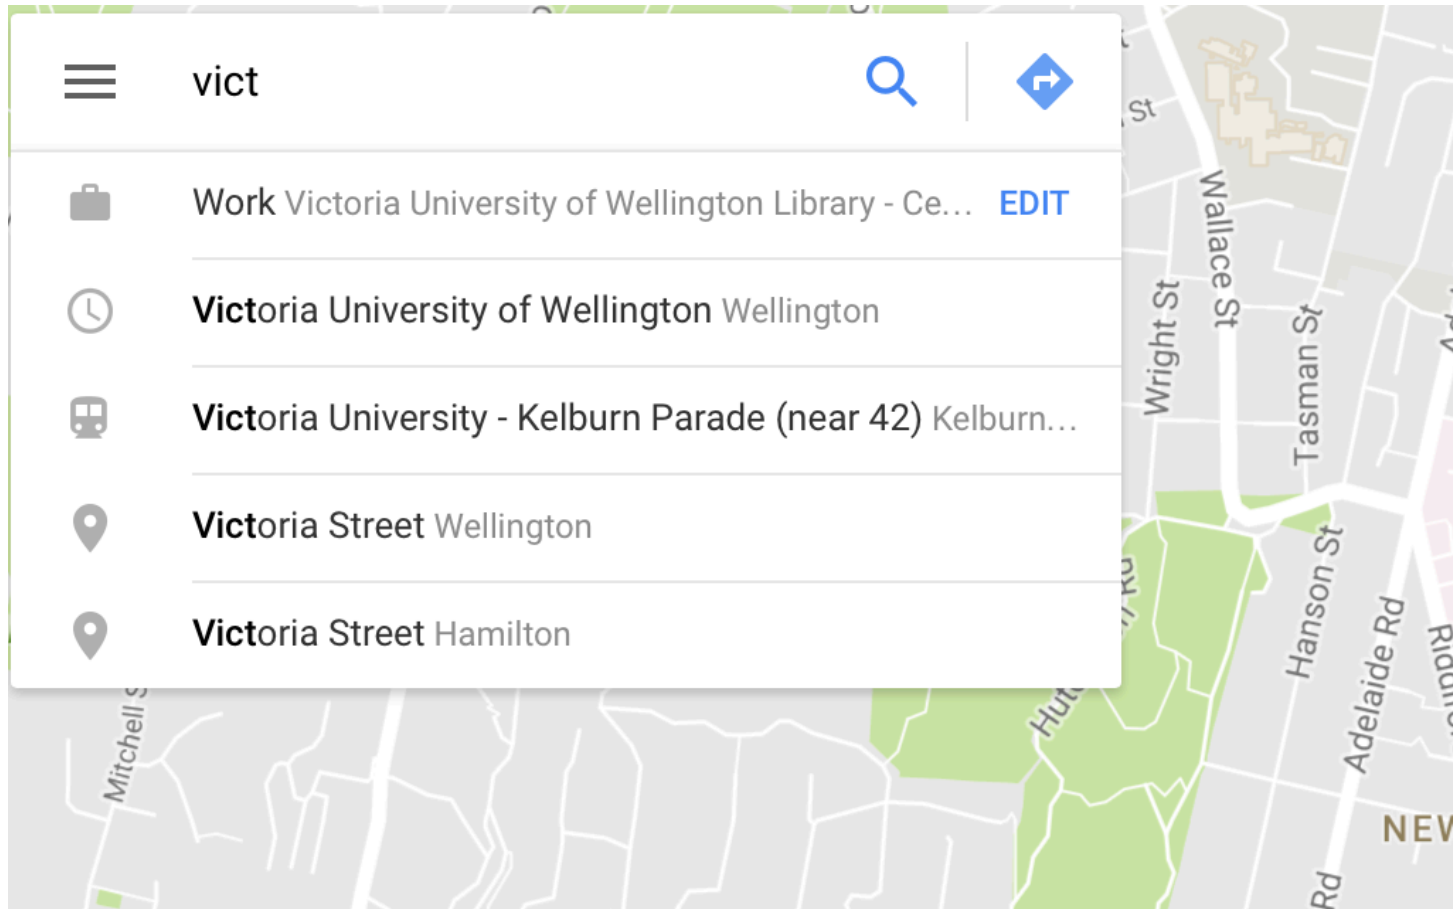 vict
Work Victoria University of Wellington Library - Ce... EDIT
Victoria University of Wellington Wellington
Victoria University - Kelburn Parade (near 42) Kelburn...
Victoria Street Wellington
Victoria Street Hamilton
St
Wallace St
Wright St
Tasman St
Hanson St
Adelaide Rd
Mitchell
Rd